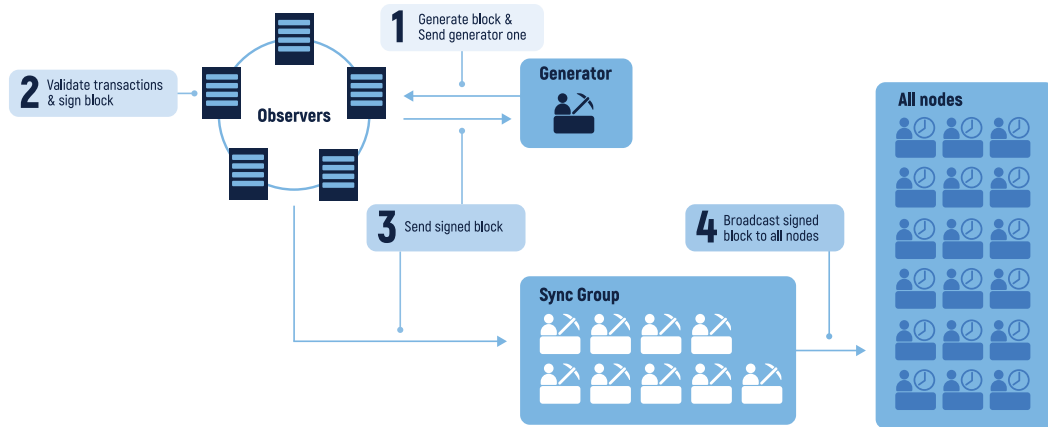 1 Generate block &
Send generator one
Generator
2 Validate transactions
& sign block
Observers
All nodes
3 Send signed block
4 Broadcast signed
block to all nodes
Sync Group